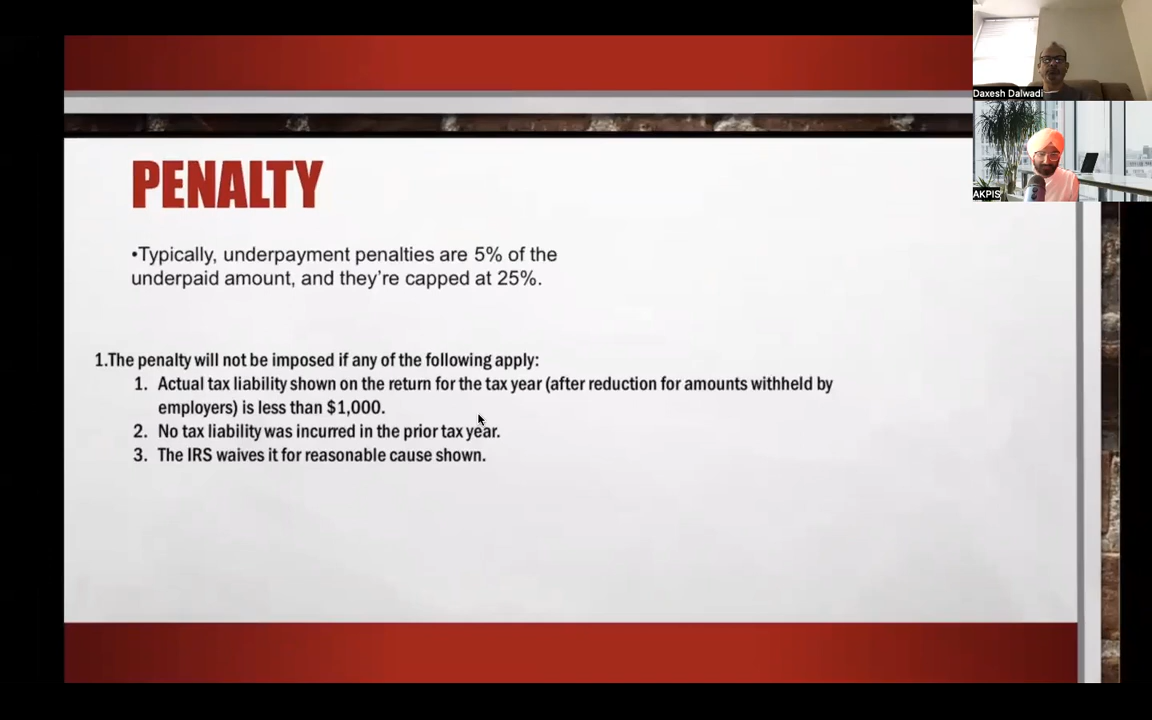 Daxesh Dalwadi
AKPIS
PENALTY
•Typically, underpayment penalties are 5% of the
underpaid amount, and they’re capped at 25%.
1.The penalty will not be imposed if any of the following apply:
1. Actual tax liability shown on the return for the tax year (after reduction for amounts withheld by
employers) is less than $1,000.
2. No tax liability was incurred in the prior tax year.
3. The IRS waives it for reasonable cause shown.